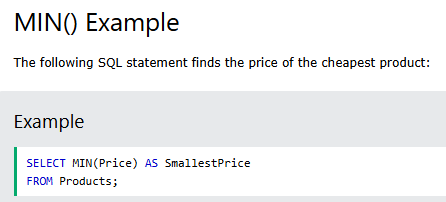 MIN() Example
The following SQL statement finds the price of the cheapest product:
Example
SELECT MIN(Price) AS SmallestPrice
FROM Products;